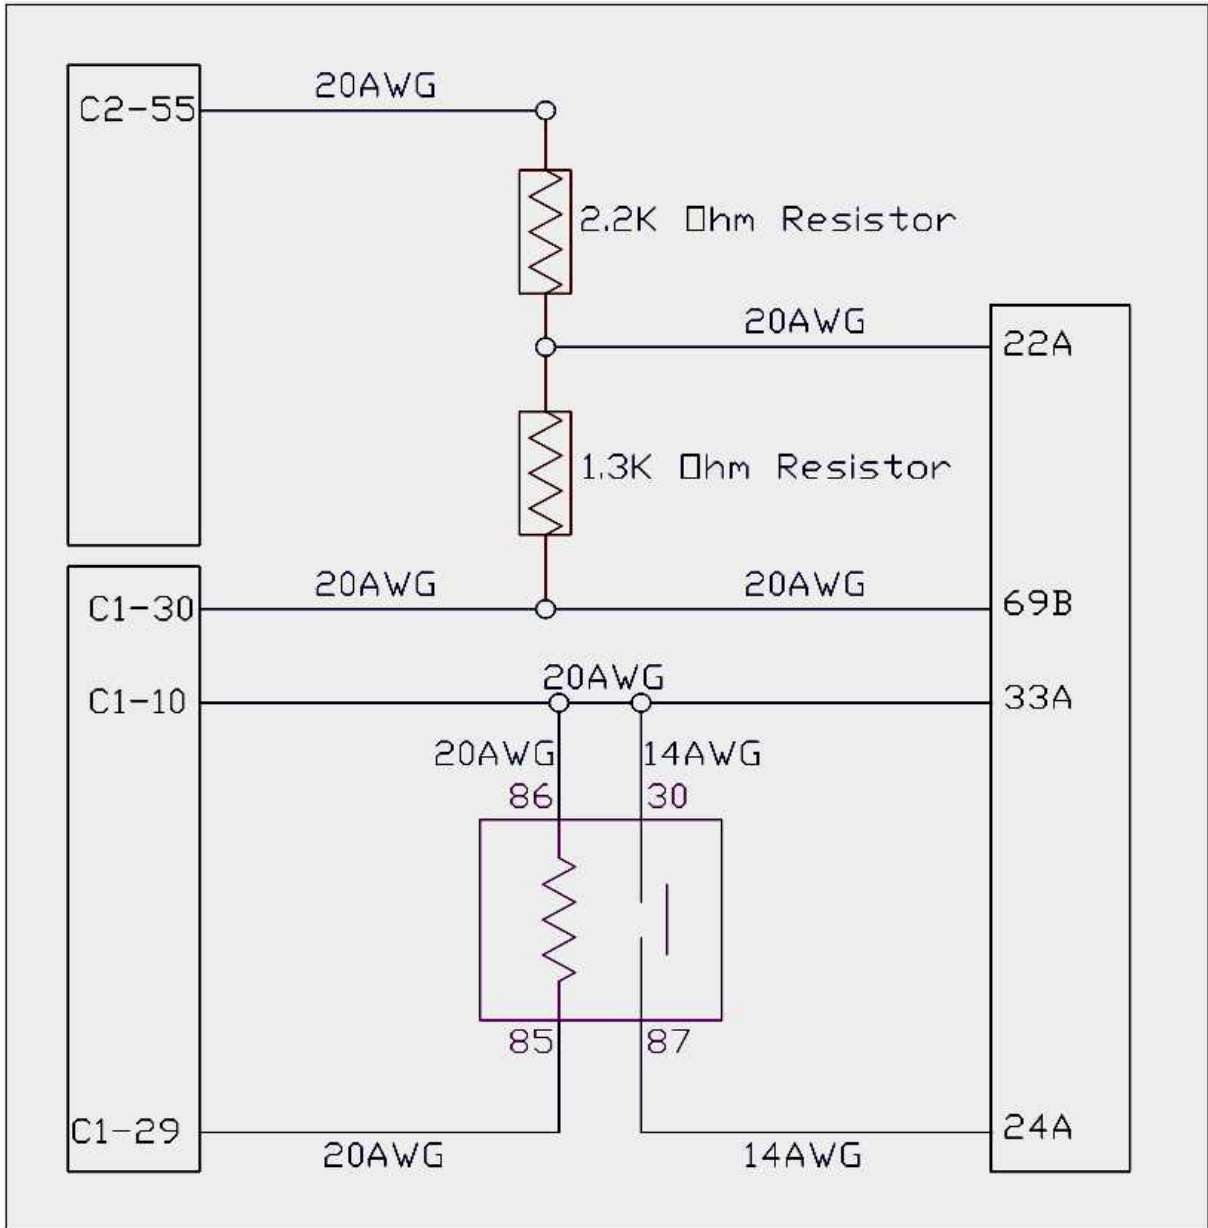 20AWG
C2-55
2.2K Ohm Resistor
20AWG
22A
1.3K Ohm Resistor
20AWG
20AWG
C1-30
69B
20AWG
C1-10
33A
20AWG
14AWG
86
30
85
87
C1-29
24A
20AWG
14AWG